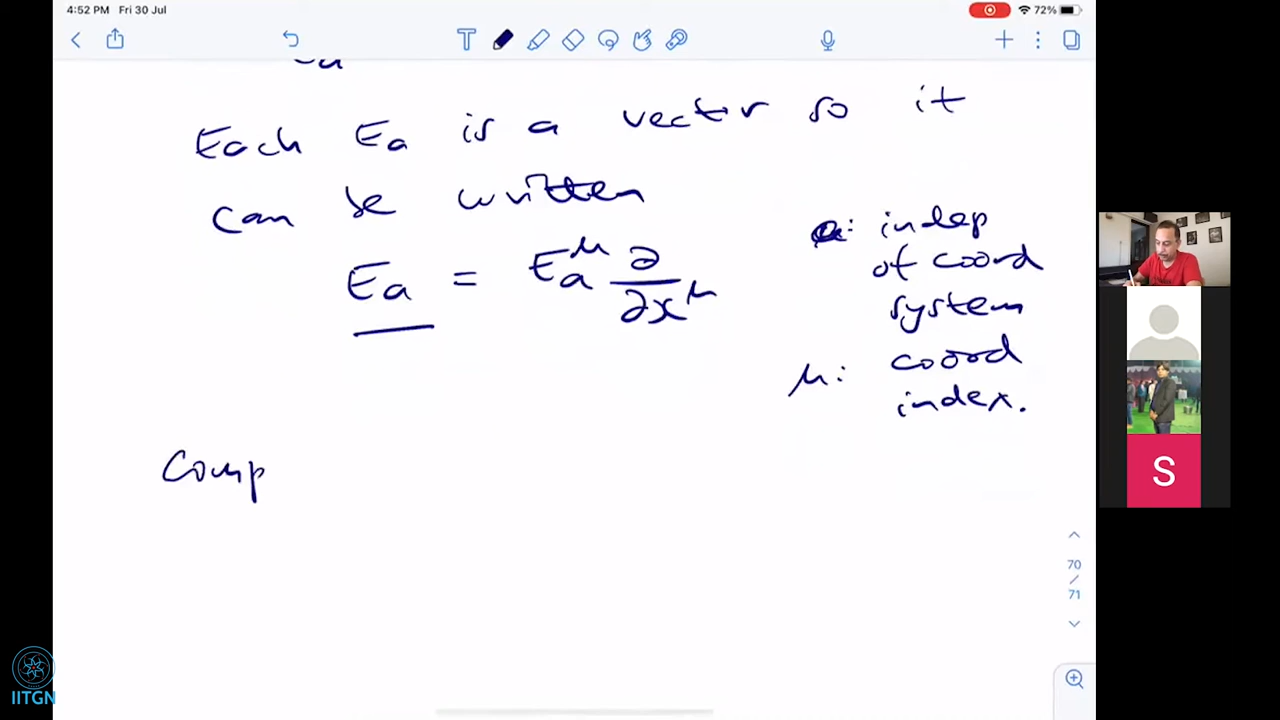 4:52 PM Fri 30 Jul
72%
Each Ea is a vector so it
can be written
Ea = Ea^μ ∂/∂x^μ
a: indep
of coord
system
μ: coord
index.
Comp
70
/
71
S
IITGN